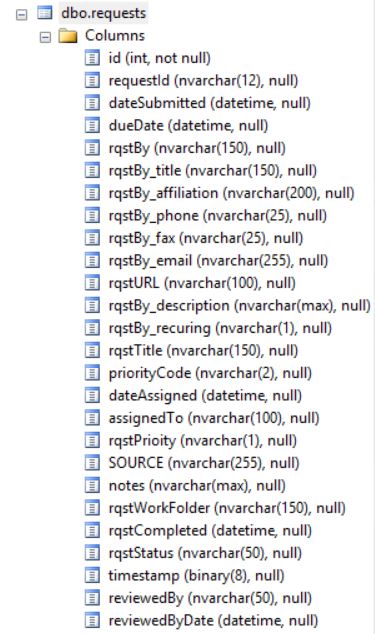 dbo.requests
Columns
id (int, not null)
requestId (nvarchar(12), null)
dateSubmitted (datetime, null)
dueDate (datetime, null)
rqstBy (nvarchar(150), null)
rqstBy_title (nvarchar(150), null)
rqstBy_affiliation (nvarchar(200), null)
rqstBy_phone (nvarchar(25), null)
rqstBy_fax (nvarchar(25), null)
rqstBy_email (nvarchar(255), null)
rqstURL (nvarchar(100), null)
rqstBy_description (nvarchar(max), null)
rqstBy_recuring (nvarchar(1), null)
rqstTitle (nvarchar(150), null)
priorityCode (nvarchar(2), null)
dateAssigned (datetime, null)
assignedTo (nvarchar(100), null)
rqstPrioity (nvarchar(1), null)
SOURCE (nvarchar(255), null)
notes (nvarchar(max), null)
rqstWorkFolder (nvarchar(150), null)
rqstCompleted (datetime, null)
rqstStatus (nvarchar(50), null)
timestamp (binary(8), null)
reviewedBy (nvarchar(50), null)
reviewedByDate (datetime, null)